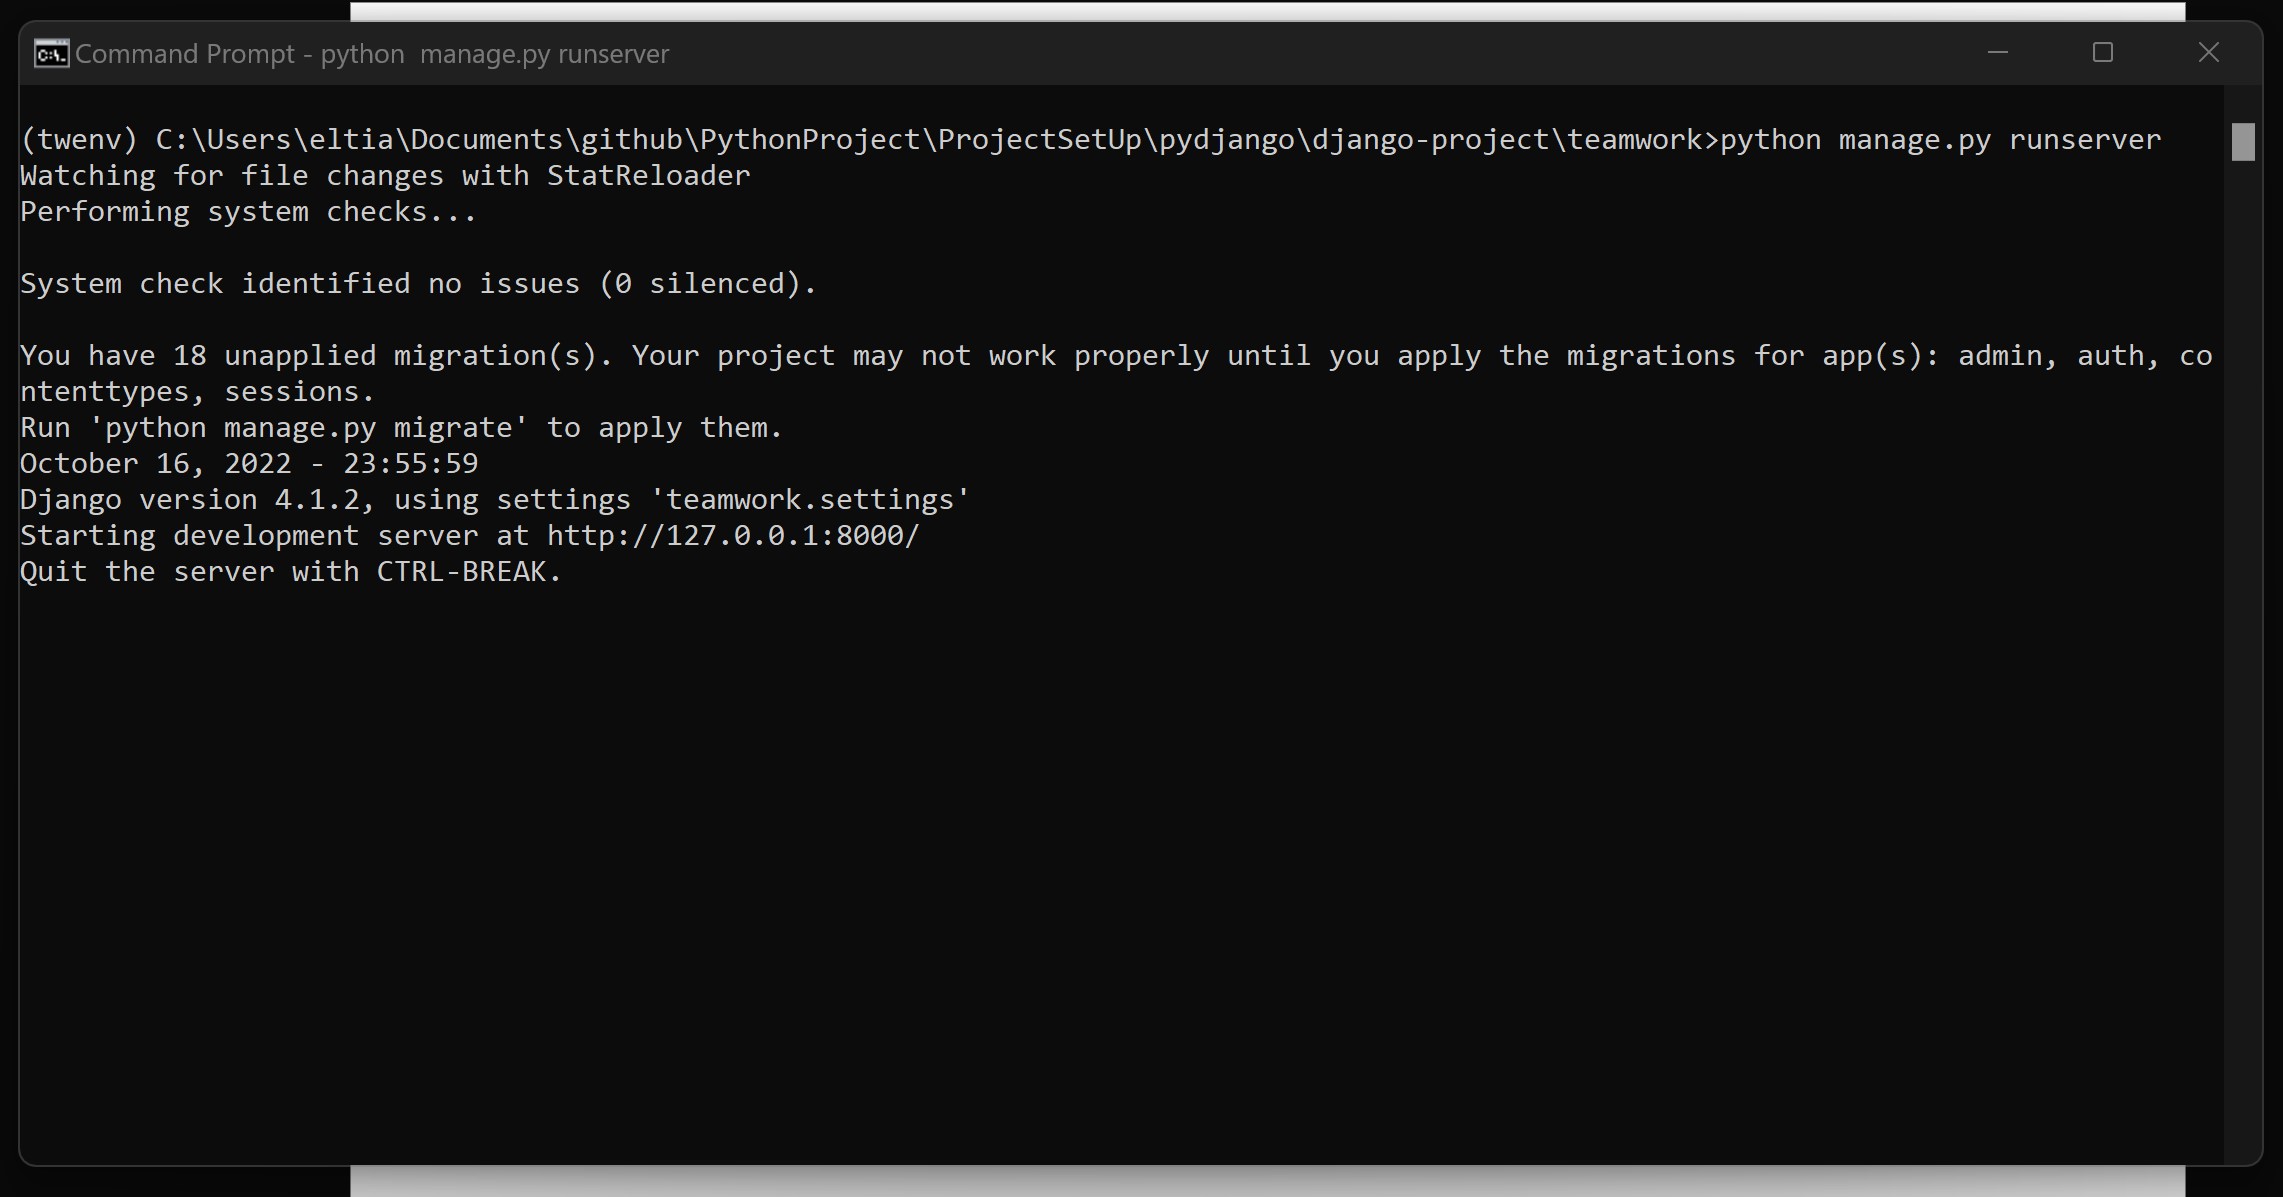 Command Prompt - python  manage.py runserver
(twenv) C:\Users\eltia\Documents\github\PythonProject\ProjectSetUp\pydjango\django-project\teamwork>python manage.py runserver
Watching for file changes with StatReloader
Performing system checks...
System check identified no issues (0 silenced).
You have 18 unapplied migration(s). Your project may not work properly until you apply the migrations for app(s): admin, auth, co
ntenttypes, sessions.
Run 'python manage.py migrate' to apply them.
October 16, 2022 - 23:55:59
Django version 4.1.2, using settings 'teamwork.settings'
Starting development server at http://127.0.0.1:8000/
Quit the server with CTRL-BREAK.